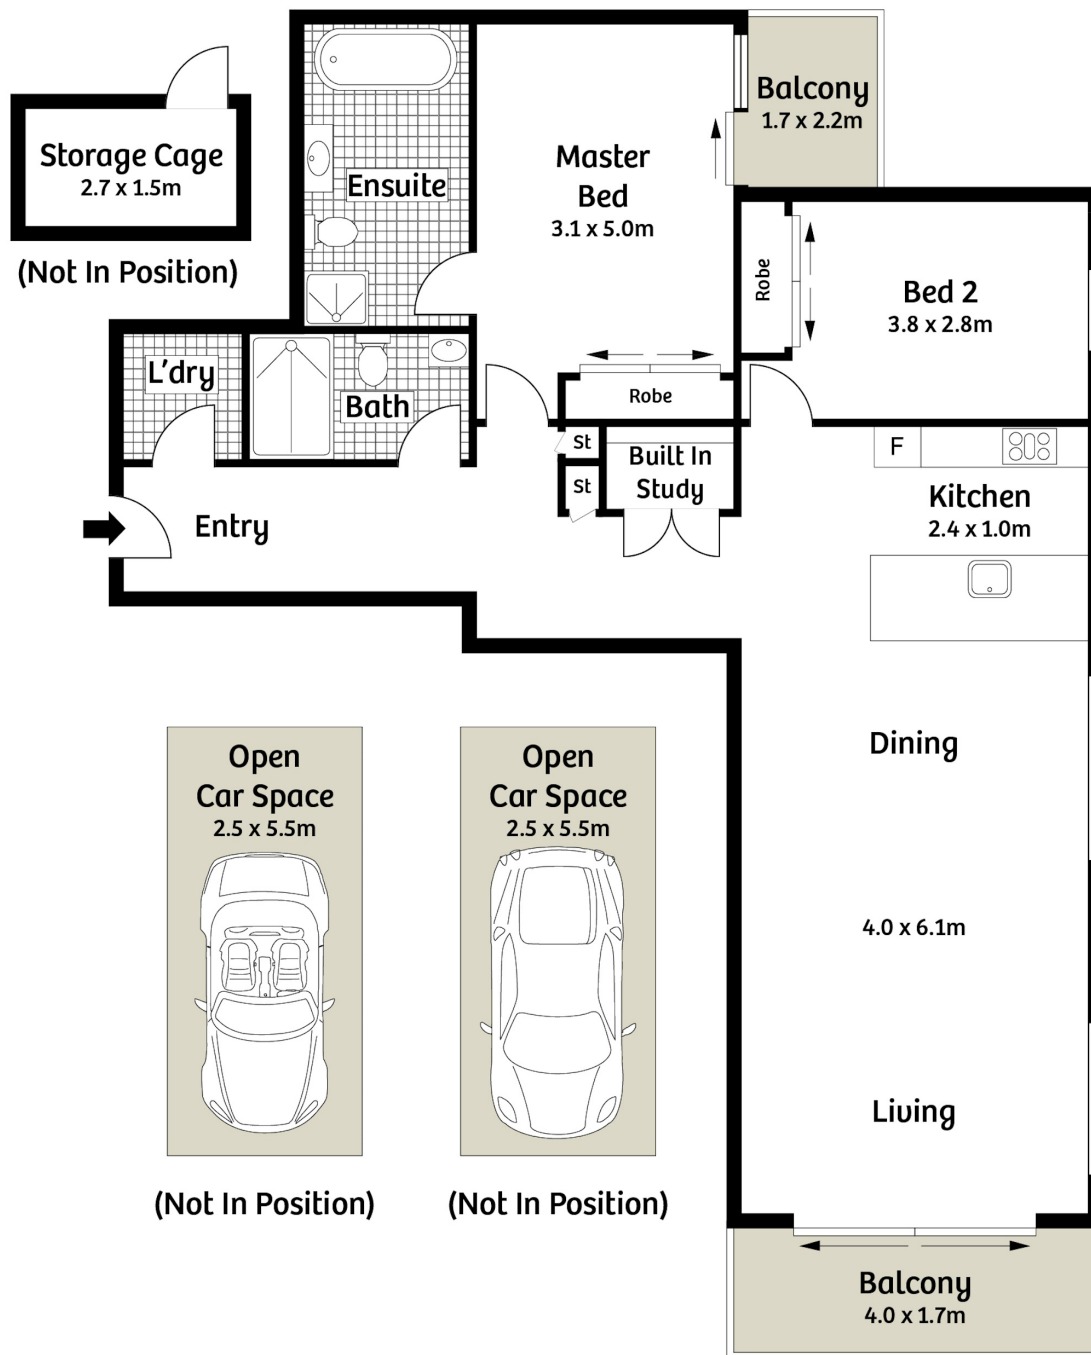 Balcony
1.7 x 2.2m
Storage Cage
2.7 x 1.5m
(Not In Position)
Ensuite
Master
Bed
3.1 x 5.0m
Robe
Bed 2
3.8 x 2.8m
L'dry
Bath
Robe
St
St
Built In
Study
F
Kitchen
2.4 x 1.0m
Entry
Open
Car Space
2.5 x 5.5m
(Not In Position)
Open
Car Space
2.5 x 5.5m
(Not In Position)
Dining
4.0 x 6.1m
Living
Balcony
4.0 x 1.7m